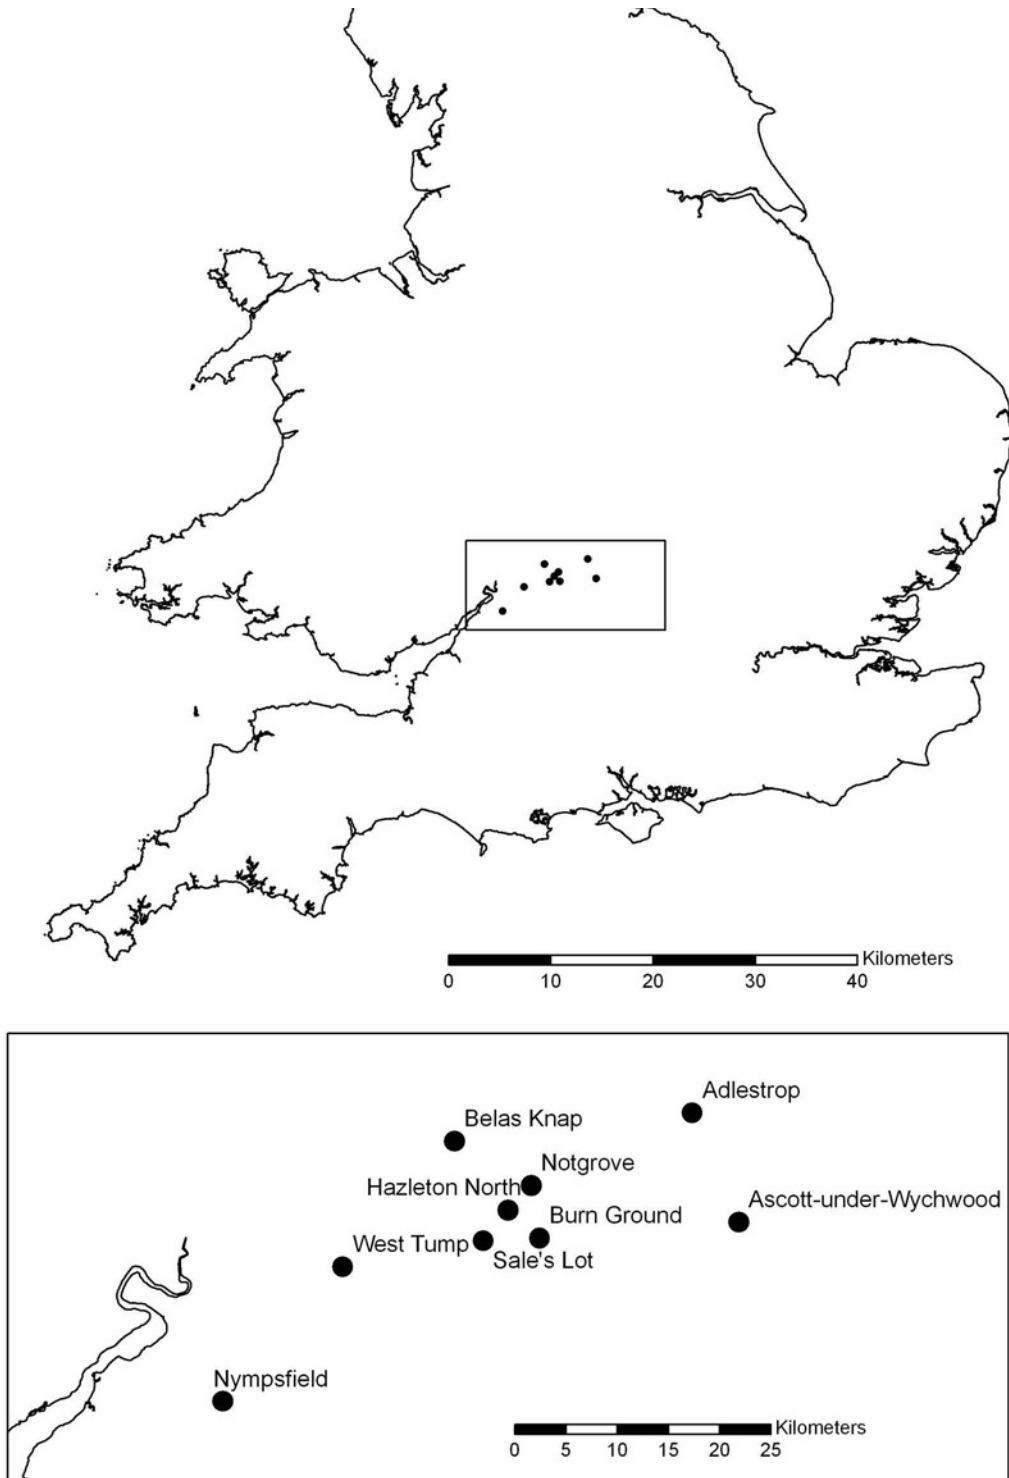 Kilometers
0 10 20 30 40
Adlestrop
Belas Knap
Notgrove
Hazleton North
Ascott-under-Wychwood
Burn Ground
West Tump
Sale's Lot
Nympsfield
Kilometers
0 5 10 15 20 25